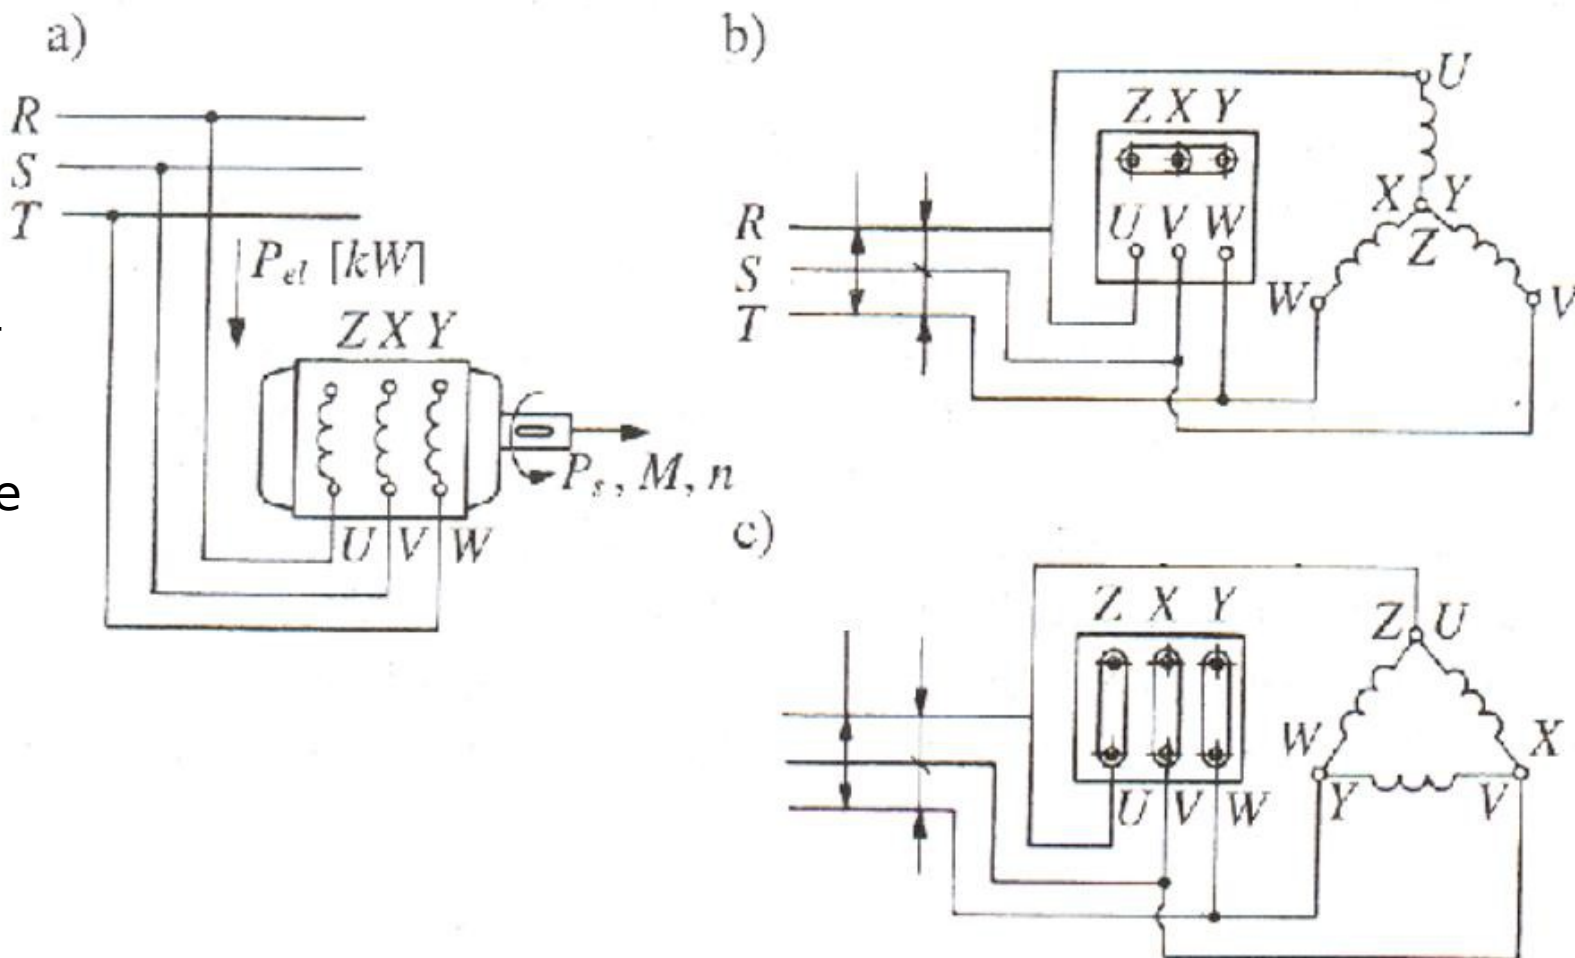 a)
R
S
T
P_el [kW]
Z X Y
P_s, M, n
U V W
e
b)
U
Z X Y
X Y
R
U V W
Z
S
W
V
T
c)
Z X Y
Z U
W
X
Y
V
U V W